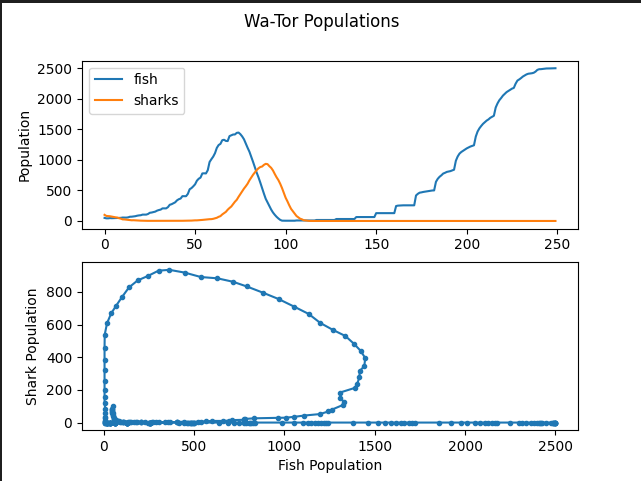 Wa-Tor Populations
2500
2000
1500
1000
500
0
Population
fish
sharks
0 50 100 150 200 250
800
600
400
200
0
Shark Population
0 500 1000 1500 2000 2500
Fish Population